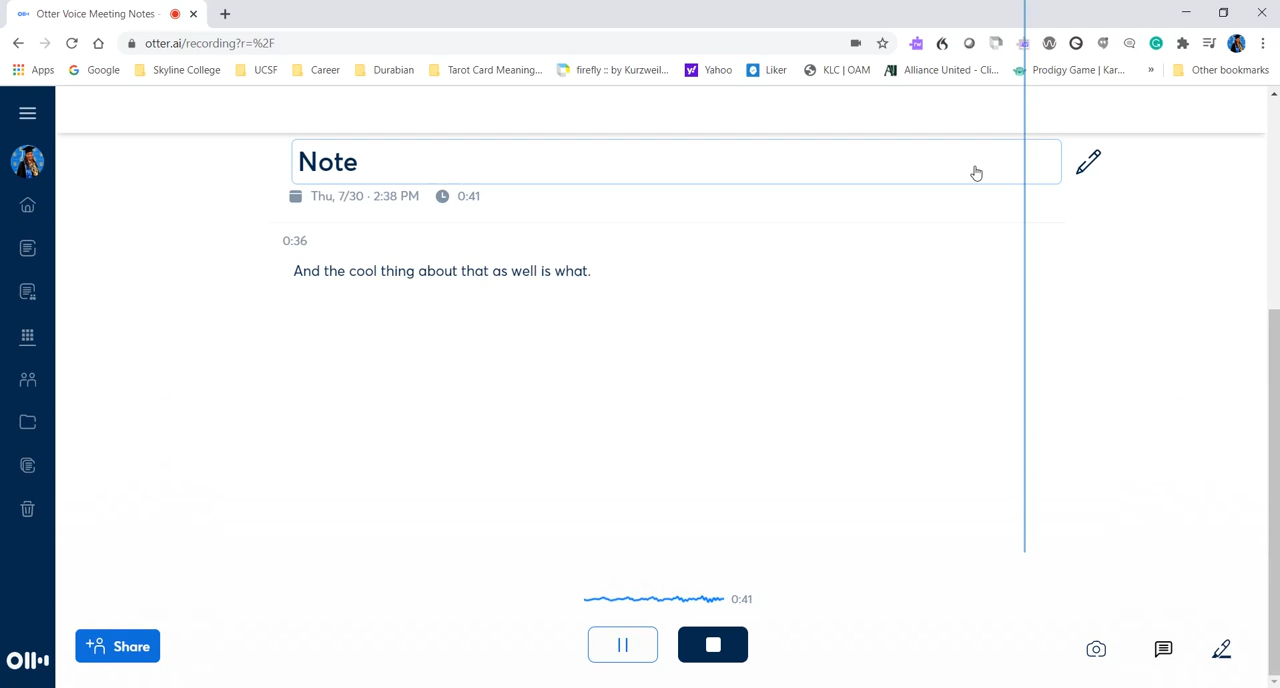 Otter Voice Meeting Notes -
otter.ai/recording?r=%2F
Apps Google Skyline College UCSF Career Durabian Tarot Card Meaning... firefly :: by Kurzweil... Yahoo Liker KLC | OAM Alliance United - Cli... Prodigy Game | Kar... » Other bookmarks
Note
Thu, 7/30 · 2:38 PM 0:41
0:36
And the cool thing about that as well is what.
0:41
Share